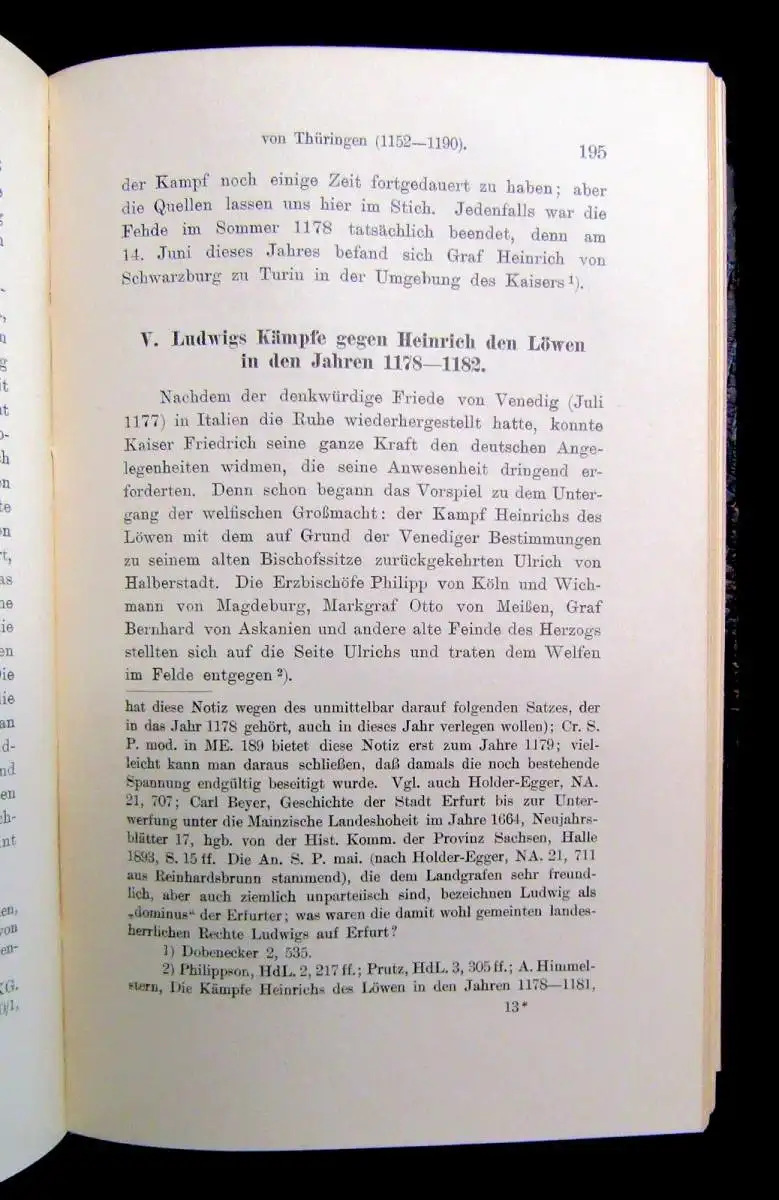 von Thüringen (1152—1190).
195
der Kampf noch einige Zeit fortgedauert zu haben; aber
die Quellen lassen uns hier im Stich. Jedenfalls war die
Fehde im Sommer 1178 tatsächlich beendet, denn am
14. Juni dieses Jahres befand sich Graf Heinrich von
Schwarzburg zu Turin in der Umgebung des Kaisers 1).
V. Ludwigs Kämpfe gegen Heinrich den Löwen
in den Jahren 1178—1182.
Nachdem der denkwürdige Friede von Venedig (Juli
1177) in Italien die Ruhe wiederhergestellt hatte, konnte
Kaiser Friedrich seine ganze Kraft den deutschen Ange-
legenheiten widmen, die seine Anwesenheit dringend er-
forderten. Denn schon begann das Vorspiel zu dem Unter-
gang der welfischen Großmacht: der Kampf Heinrichs des
Löwen mit dem auf Grund der Venediger Bestimmungen
zu seinem alten Bischofssitze zurückgekehrten Ulrich von
Halberstadt. Die Erzbischöfe Philipp von Köln und Wich-
mann von Magdeburg, Markgraf Otto von Meißen, Graf
Bernhard von Askanien und andere alte Feinde des Herzogs
stellten sich auf die Seite Ulrichs und traten dem Welfen
im Felde entgegen 2).
hat diese Notiz wegen des unmittelbar darauf folgenden Satzes, der
in das Jahr 1178 gehört, auch in dieses Jahr verlegen wollen); Cr. S.
P. mod. in ME. 189 bietet diese Notiz erst zum Jahre 1179; viel-
leicht kann man daraus schließen, daß damals die noch bestehende
Spannung endgültig beseitigt wurde. Vgl. auch Holder-Egger, NA.
21, 707; Carl Beyer, Geschichte der Stadt Erfurt bis zur Unter-
werfung unter die Mainzische Landeshoheit im Jahre 1664, Neujahrs-
blätter 17, hgb. von der Hist. Komm. der Provinz Sachsen, Halle
1893, S. 15 ff. Die An. S. P. mai. (nach Holder-Egger, NA. 21, 711
aus Reinhardsbrunn stammend), die dem Landgrafen sehr freund-
lich, aber auch ziemlich unparteiisch sind, bezeichnen Ludwig als
„dominus“ der Erfurter; was waren die damit wohl gemeinten landes-
herrlichen Rechte Ludwigs auf Erfurt?
1) Dobenecker 2, 535.
2) Philippson, HdL. 2, 217 ff.; Prutz, HdL. 3, 305 ff.; A. Himmel-
stern, Die Kämpfe Heinrichs des Löwen in den Jahren 1178—1181,
13*